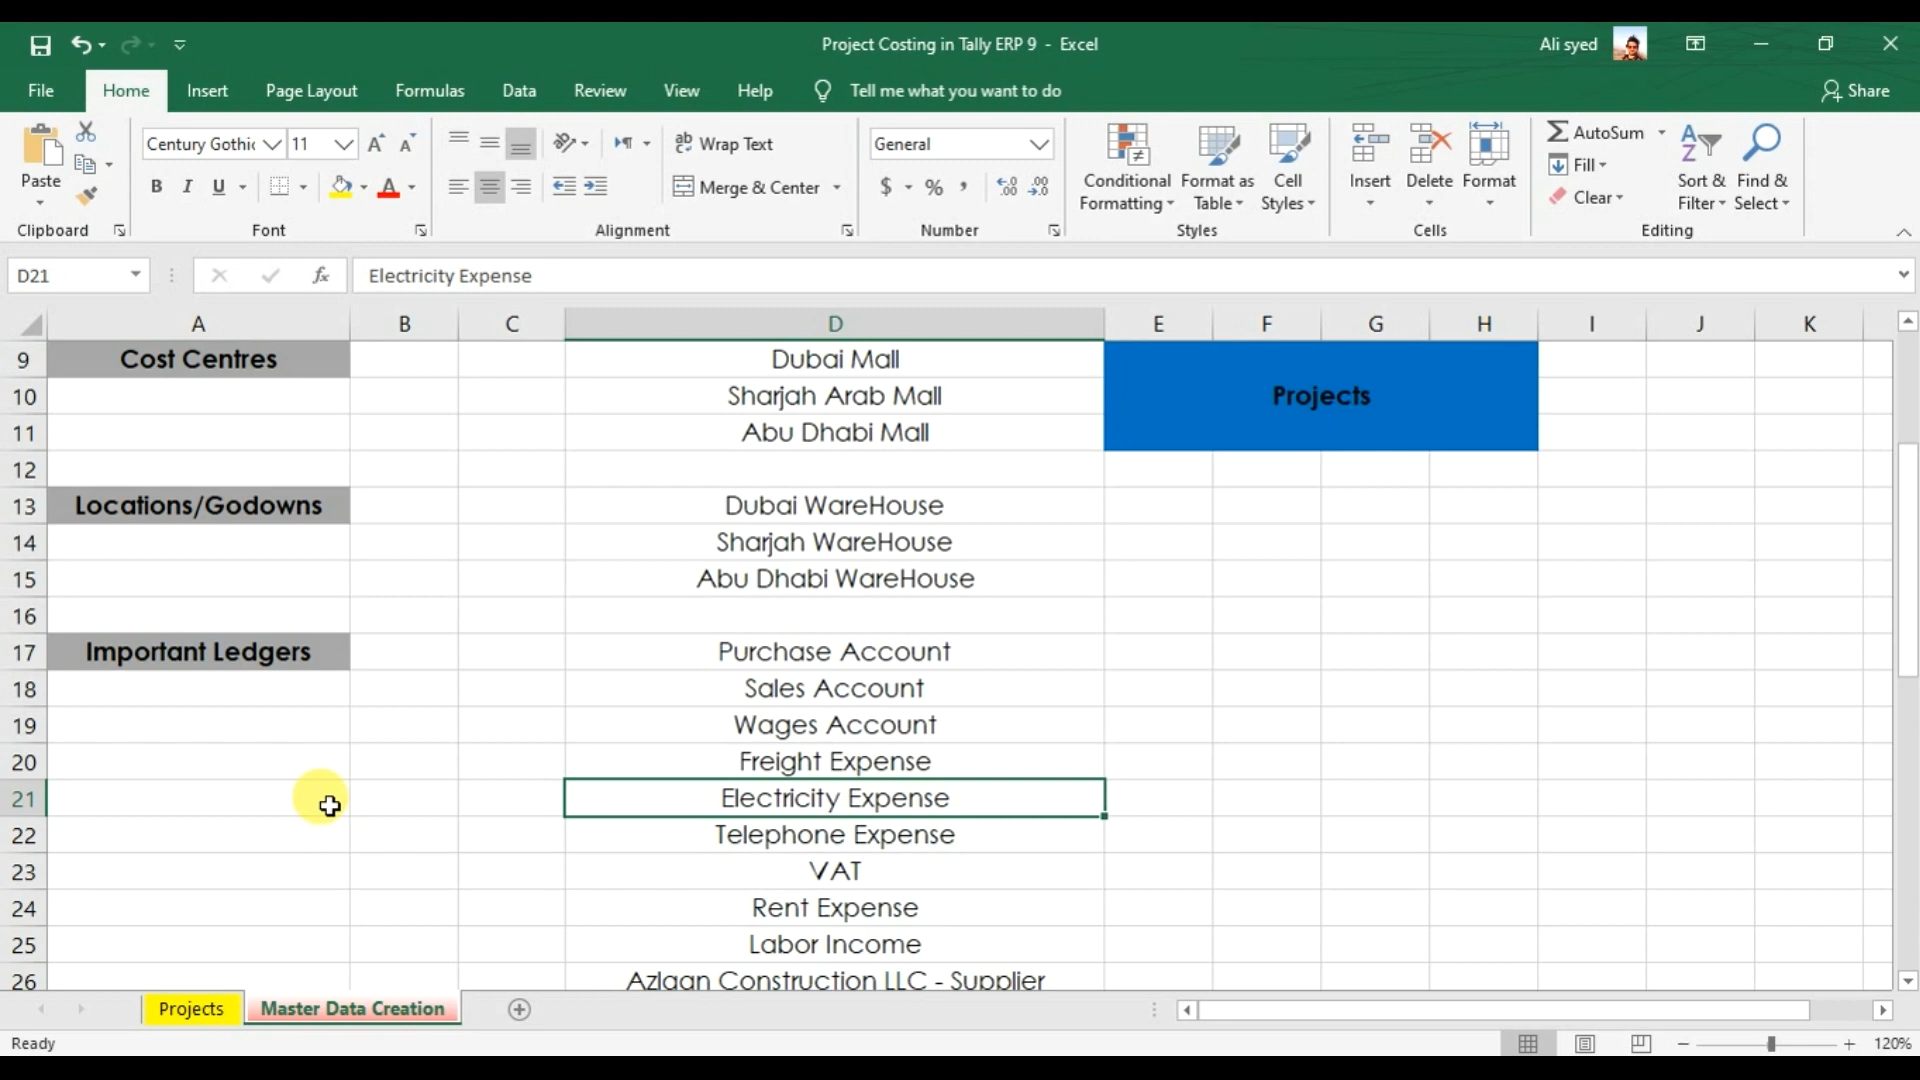 Project Costing in Tally ERP 9 - Excel
Ali syed
File Home Insert Page Layout Formulas Data Review View Help Tell me what you want to do Share
Century Gothic 11 Wrap Text General AutoSum
Paste B I U A Merge & Center $ % , Conditional Formatting Format as Table Cell Styles Insert Delete Format Fill Clear Sort & Filter Find & Select
Clipboard Font Alignment Number Styles Cells Editing
D21 fx Electricity Expense
A B C D E F G H I J K
9 Cost Centres Dubai Mall
10 Sharjah Arab Mall Projects
11 Abu Dhabi Mall
12
13 Locations/Godowns Dubai WareHouse
14 Sharjah WareHouse
15 Abu Dhabi WareHouse
16
17 Important Ledgers Purchase Account
18 Sales Account
19 Wages Account
20 Freight Expense
21 Electricity Expense
22 Telephone Expense
23 VAT
24 Rent Expense
25 Labor Income
26 Azlaan Construction LLC - Supplier
Projects Master Data Creation
Ready 120%